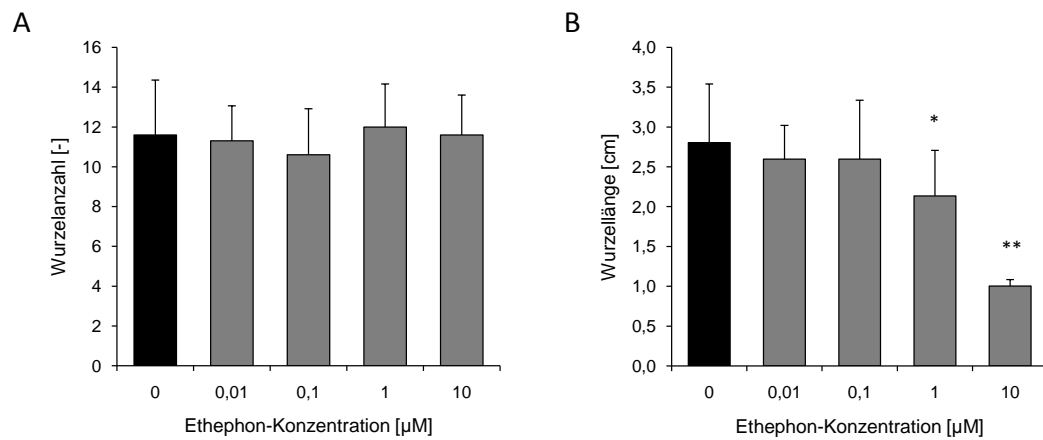 A
16
14
12
10
8
6
4
2
0
Wurzelanzahl [-]
0 0,01 0,1 1 10
Ethephon-Konzentration [µM]
B
4,0
3,5
3,0
2,5
2,0
1,5
1,0
0,5
0,0
Wurzellänge [cm]
*
**
0 0,01 0,1 1 10
Ethephon-Konzentration [µM]